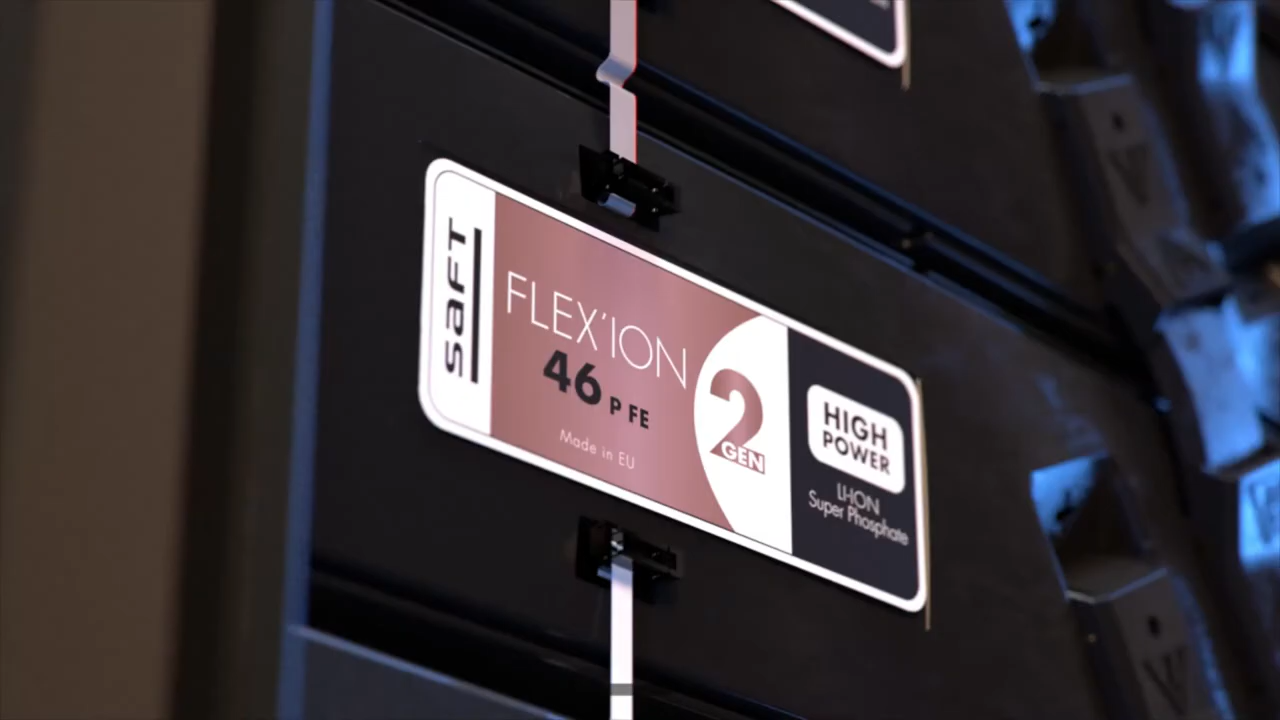 saFT
FLEX'ION
46 P FE
Made in EU
2
GEN
HIGH
POWER
LI-ION
Super Phosphate